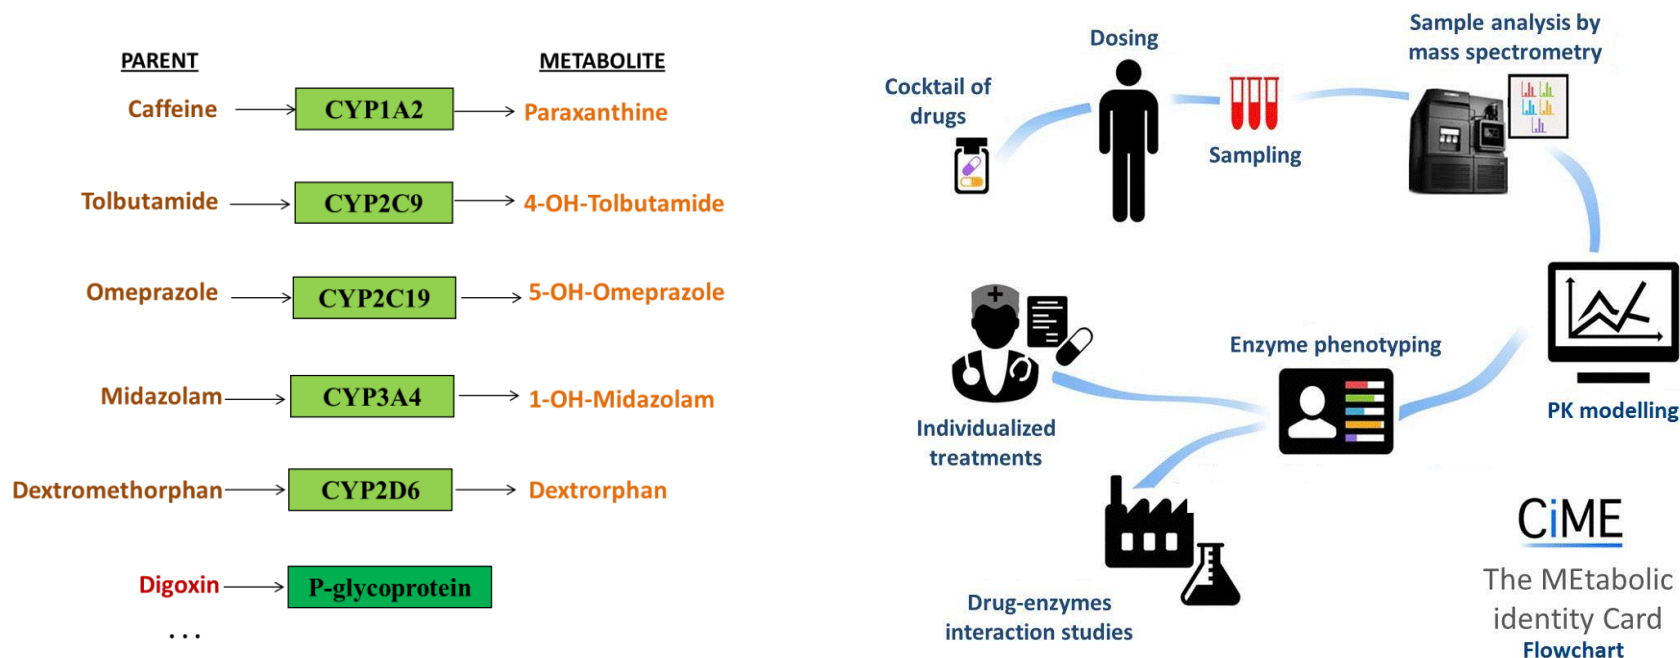 PARENT
METABOLITE
Caffeine
CYP1A2
Paraxanthine
Tolbutamide
CYP2C9
4-OH-Tolbutamide
Omeprazole
CYP2C19
5-OH-Omeprazole
Midazolam
CYP3A4
1-OH-Midazolam
Dextromethorphan
CYP2D6
Dextrorphan
Digoxin
P-glycoprotein
...
Cocktail of
drugs
Dosing
Sampling
Sample analysis by
mass spectrometry
PK modelling
Enzyme phenotyping
Individualized
treatments
Drug-enzymes
interaction studies
CiME
The MEtabolic
identity Card
Flowchart